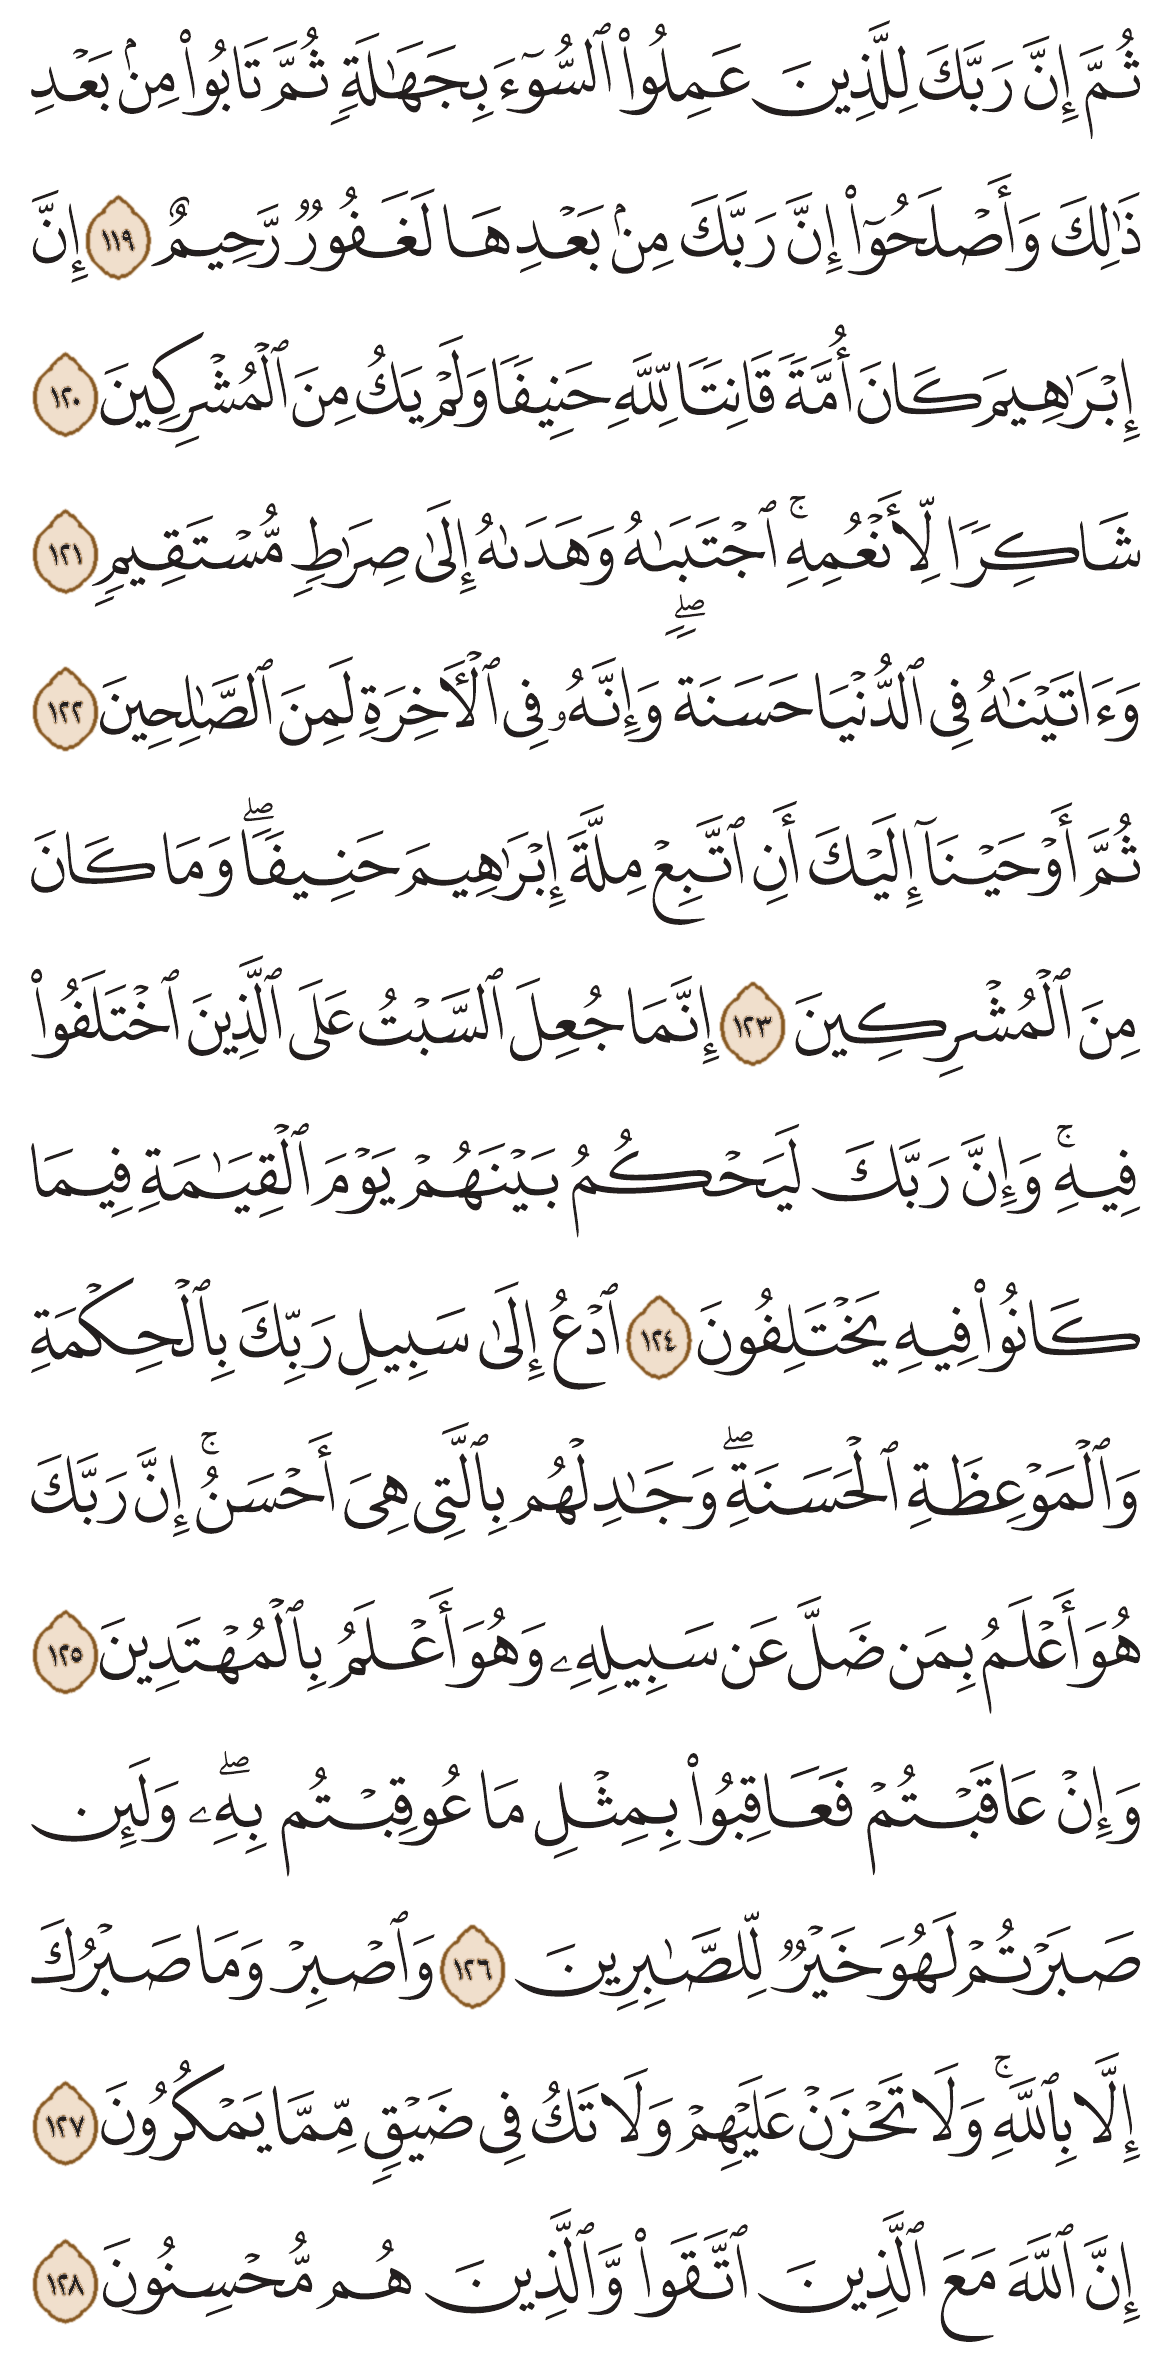 ثُمَّ إِنَّ رَبَّكَ لِلَّذِينَ عَمِلُوا۟ ٱلسُّوٓءَ بِجَهَـٰلَةٍ ثُمَّ تَابُوا۟ مِنۢ بَعْدِ
ذَٰلِكَ وَأَصْلَحُوٓا۟ إِنَّ رَبَّكَ مِنۢ بَعْدِهَا لَغَفُورٌ رَّحِيمٌ ١١٩ إِنَّ
إِبْرَٰهِيمَ كَانَ أُمَّةً قَانِتًا لِّلَّهِ حَنِيفًا وَلَمْ يَكُ مِنَ ٱلْمُشْرِكِينَ ١٢٠
شَاكِرًا لِّأَنْعُمِهِ ۚ ٱجْتَبَىٰهُ وَهَدَىٰهُ إِلَىٰ صِرَٰطٍ مُّسْتَقِيمٍ ١٢١
وَءَاتَيْنَـٰهُ فِى ٱلدُّنْيَا حَسَنَةً ۖ وَإِنَّهُۥ فِى ٱلْـَٔاخِرَةِ لَمِنَ ٱلصَّـٰلِحِينَ ١٢٢
ثُمَّ أَوْحَيْنَآ إِلَيْكَ أَنِ ٱتَّبِعْ مِلَّةَ إِبْرَٰهِيمَ حَنِيفًا ۖ وَمَا كَانَ
مِنَ ٱلْمُشْرِكِينَ ١٢٣ إِنَّمَا جُعِلَ ٱلسَّبْتُ عَلَى ٱلَّذِينَ ٱخْتَلَفُوا۟
فِيهِ ۚ وَإِنَّ رَبَّكَ لَيَحْكُمُ بَيْنَهُمْ يَوْمَ ٱلْقِيَـٰمَةِ فِيمَا
كَانُوا۟ فِيهِ يَخْتَلِفُونَ ١٢٤ ٱدْعُ إِلَىٰ سَبِيلِ رَبِّكَ بِٱلْحِكْمَةِ
وَٱلْمَوْعِظَةِ ٱلْحَسَنَةِ ۖ وَجَـٰدِلْهُم بِٱلَّتِى هِىَ أَحْسَنُ ۚ إِنَّ رَبَّكَ
هُوَ أَعْلَمُ بِمَن ضَلَّ عَن سَبِيلِهِۦ وَهُوَ أَعْلَمُ بِٱلْمُهْتَدِينَ ١٢٥
وَإِنْ عَاقَبْتُمْ فَعَاقِبُوا۟ بِمِثْلِ مَا عُوقِبْتُم بِهِۦ ۖ وَلَئِن
صَبَرْتُمْ لَهُوَ خَيْرٌ لِّلصَّـٰبِرِينَ ١٢٦ وَٱصْبِرْ وَمَا صَبْرُكَ
إِلَّا بِٱللَّهِ ۚ وَلَا تَحْزَنْ عَلَيْهِمْ وَلَا تَكُ فِى ضَيْقٍ مِّمَّا يَمْكُرُونَ ١٢٧
إِنَّ ٱللَّهَ مَعَ ٱلَّذِينَ ٱتَّقَوا۟ وَّٱلَّذِينَ هُم مُّحْسِنُونَ ١٢٨